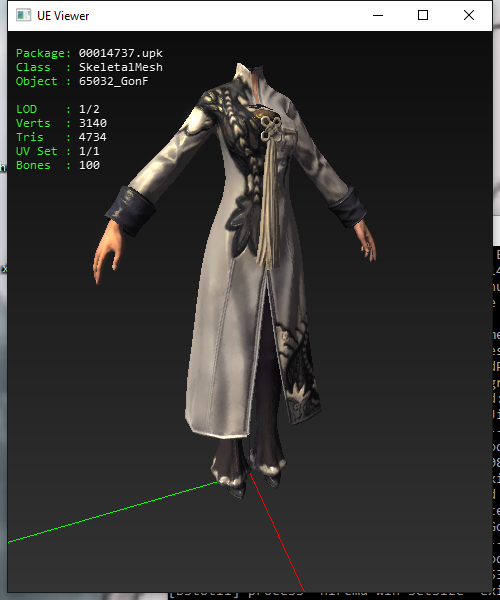 UE Viewer
Package: 00014737.upk
Class : SkeletalMesh
Object : 65032_GonF
LOD : 1/2
Verts : 3140
Tris : 4734
UV Set : 1/1
Bones : 100